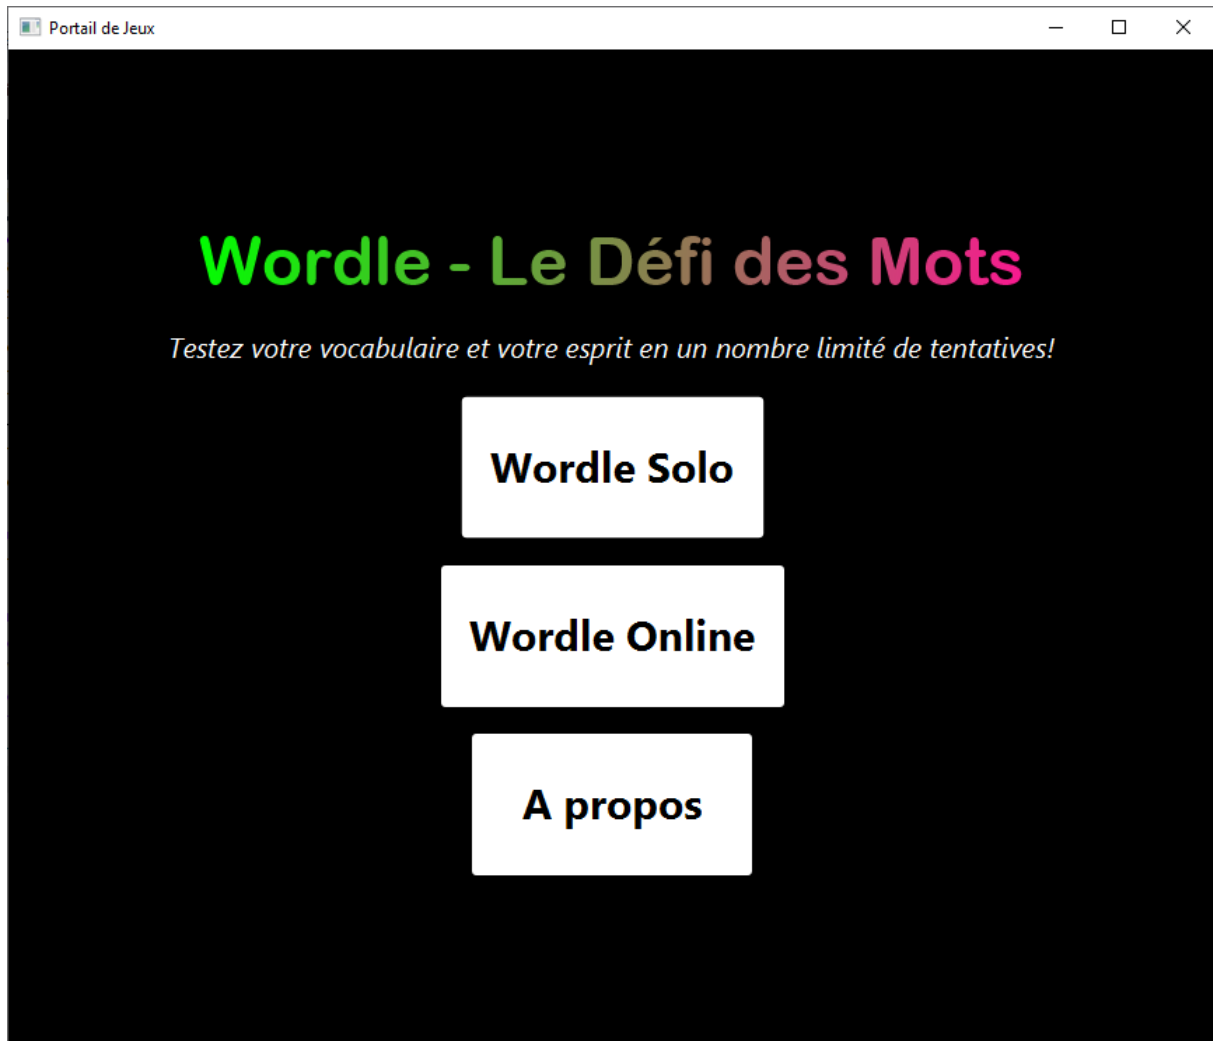 Portail de Jeux
Wordle - Le Défi des Mots
Testez votre vocabulaire et votre esprit en un nombre limité de tentatives!
Wordle Solo
Wordle Online
A propos